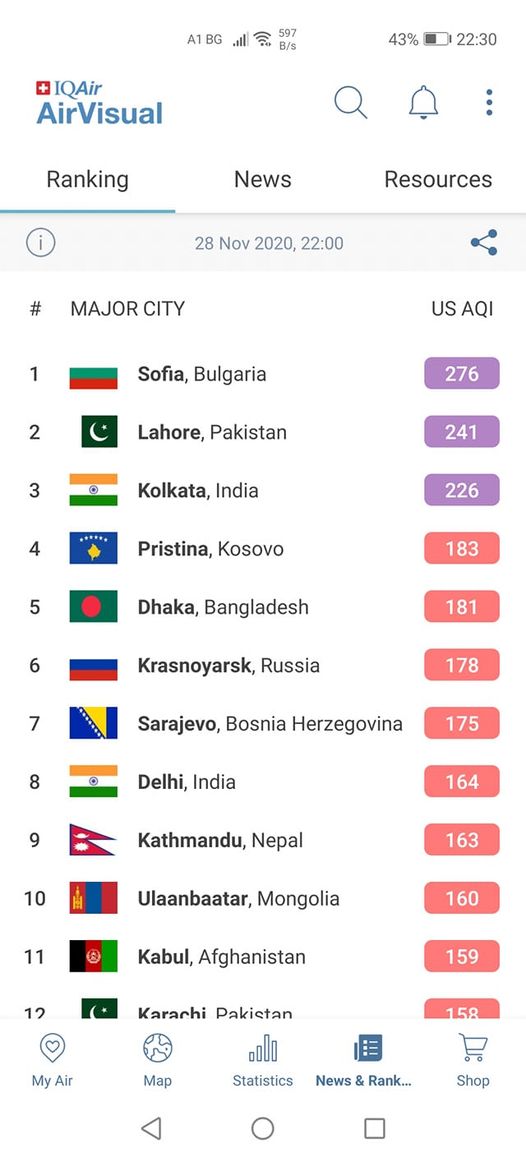 A1 BG 597 B/s 43% 22:30
IQAir
AirVisual
Ranking News Resources
28 Nov 2020, 22:00
# MAJOR CITY US AQI
1 Sofia, Bulgaria 276
2 Lahore, Pakistan 241
3 Kolkata, India 226
4 Pristina, Kosovo 183
5 Dhaka, Bangladesh 181
6 Krasnoyarsk, Russia 178
7 Sarajevo, Bosnia Herzegovina 175
8 Delhi, India 164
9 Kathmandu, Nepal 163
10 Ulaanbaatar, Mongolia 160
11 Kabul, Afghanistan 159
12 Karachi, Pakistan 158
My Air Map Statistics News & Rank... Shop